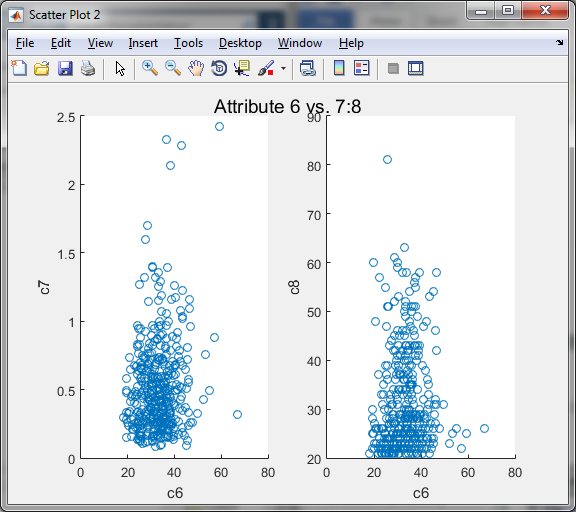 Scatter Plot 2
File Edit View Insert Tools Desktop Window Help
Attribute 6 vs. 7:8
2.5
2
1.5
1
0.5
0
c7
0 20 40 60 80
c6
90
80
70
60
50
40
30
20
c8
0 20 40 60 80
c6